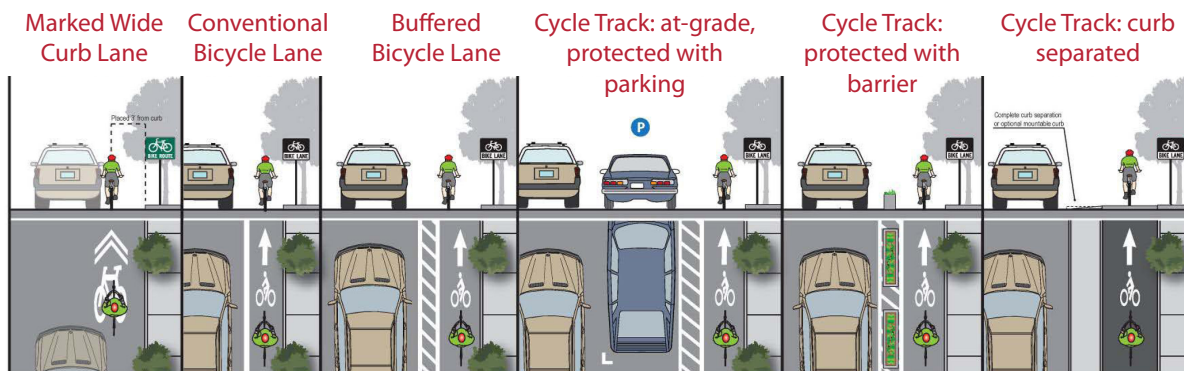 Marked Wide
Curb Lane
Conventional
Bicycle Lane
Buffered
Bicycle Lane
Cycle Track: at-grade,
protected with
parking
Cycle Track:
protected with
barrier
Cycle Track: curb
separated
Placed 3' from curb
BIKE ROUTE
BIKE LANE
BIKE LANE
P
BIKE LANE
BIKE LANE
Complete curb separation
or optional mountable curb
BIKE LANE